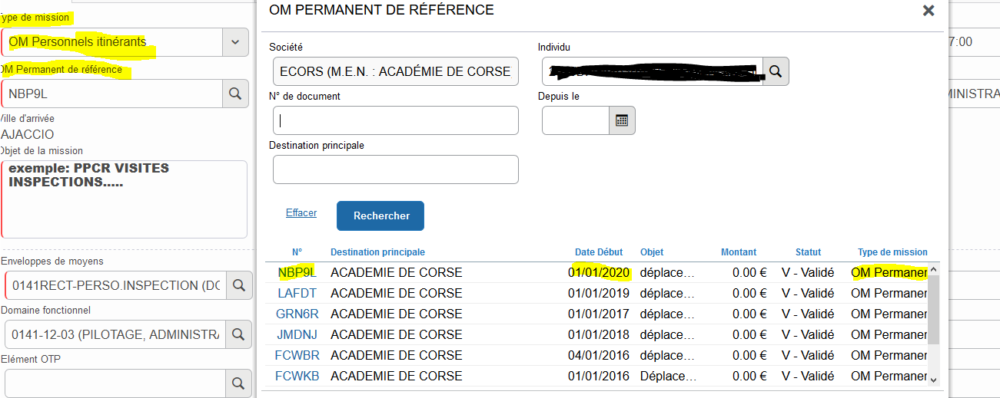 ype de mission
OM Personnels itinérants
OM Permanent de référence
NBP9L
Ville d'arrivée
AJACCIO
Objet de la mission
exemple: PPCR VISITES
INSPECTIONS.....
Enveloppes de moyens
0141RECT-PERSO.INSPECTION (DO
Domaine fonctionnel
0141-12-03 (PILOTAGE, ADMINISTRA
Elément OTP
OM PERMANENT DE RÉFÉRENCE
Société
Individu
ECORS (M.E.N. : ACADÉMIE DE CORSE
N° de document
Depuis le
Destination principale
Effacer
Rechercher
N° Destination principale Date Début Objet Montant Statut Type de mission
NBP9L ACADEMIE DE CORSE 01/01/2020 déplace… 0.00 € V - Validé OM Permaner
LAFDT ACADEMIE DE CORSE 01/01/2019 déplace… 0.00 € V - Validé OM Permaner
GRN6R ACADEMIE DE CORSE 01/01/2017 déplace… 0.00 € V - Validé OM Permaner
JMDNJ ACADEMIE DE CORSE 01/01/2018 déplace… 0.00 € V - Validé OM Permaner
FCWBR ACADEMIE DE CORSE 04/01/2016 déplace… 0.00 € V - Validé OM Permaner
FCWKB ACADEMIE DE CORSE 01/01/2016 Déplace… 0.00 € V - Validé OM Permaner
7:00
MINISTRA